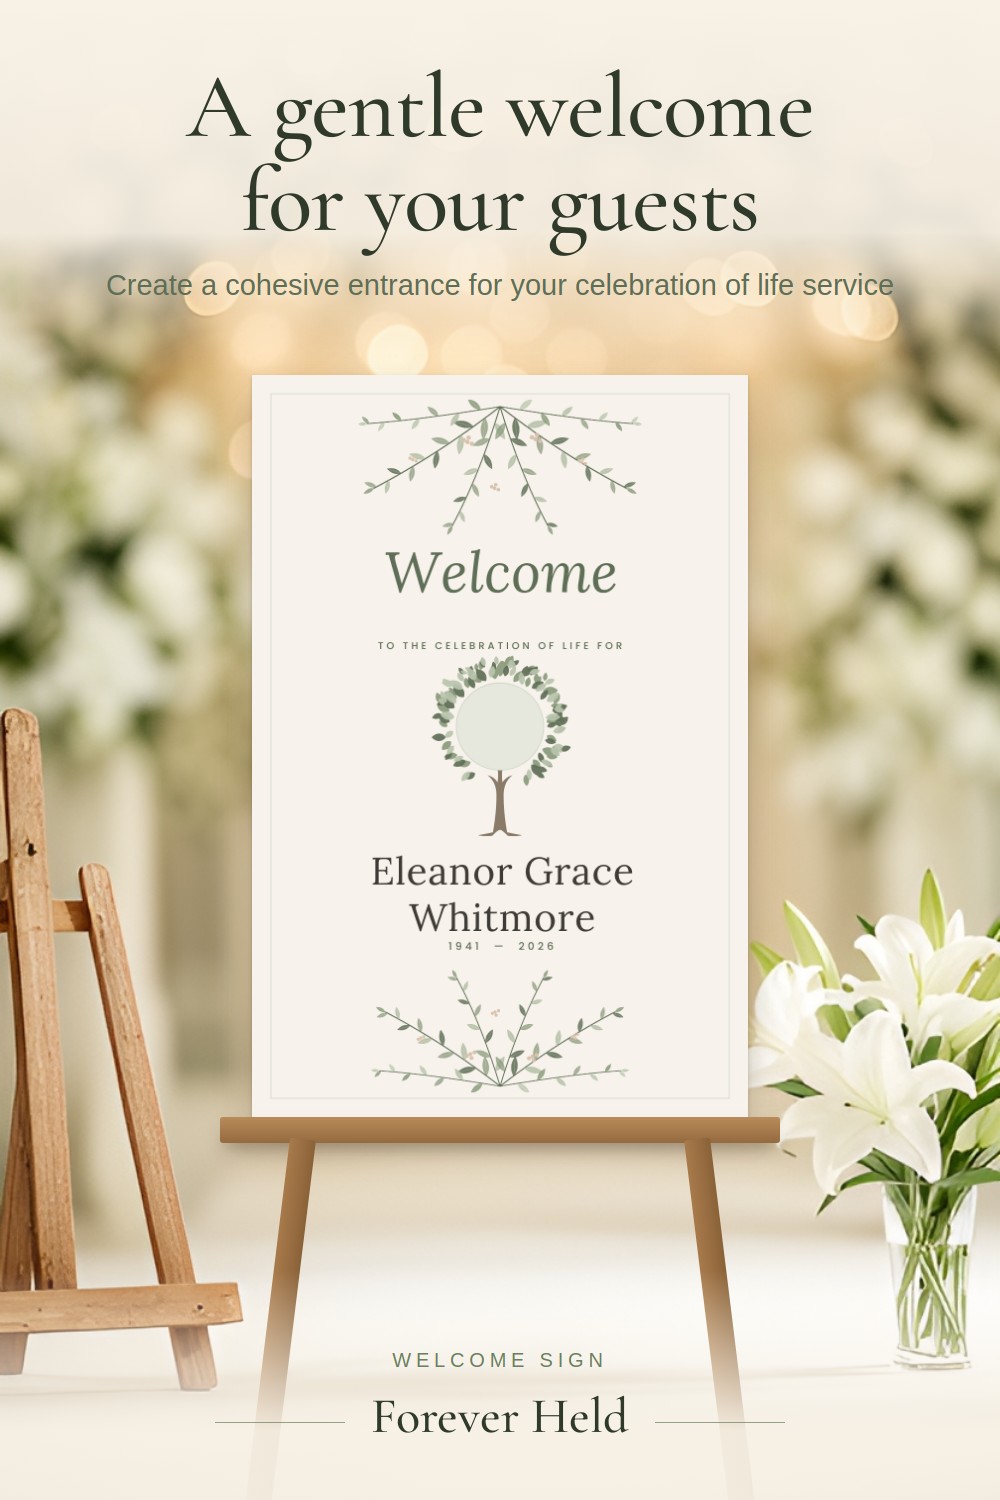 A gentle welcome
for your guests
Create a cohesive entrance for your celebration of life service
Welcome
TO THE CELEBRATION OF LIFE FOR
Eleanor Grace
Whitmore
1941 — 2026
WELCOME SIGN
Forever Held